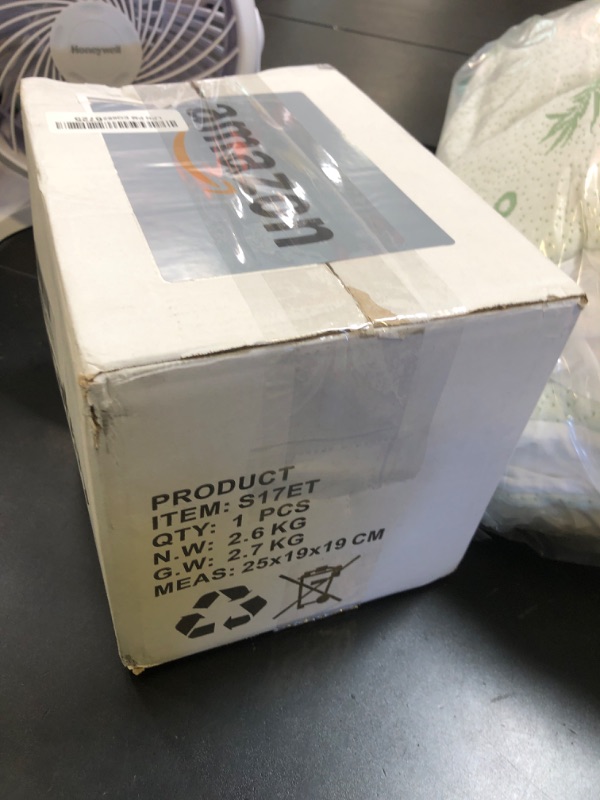 Honeywell
amazon
PRODUCT
ITEM: S17ET
QTY: 1 PCS
N.W: 2.6 KG
G.W: 2.7 KG
MEAS: 25x19x19 CM